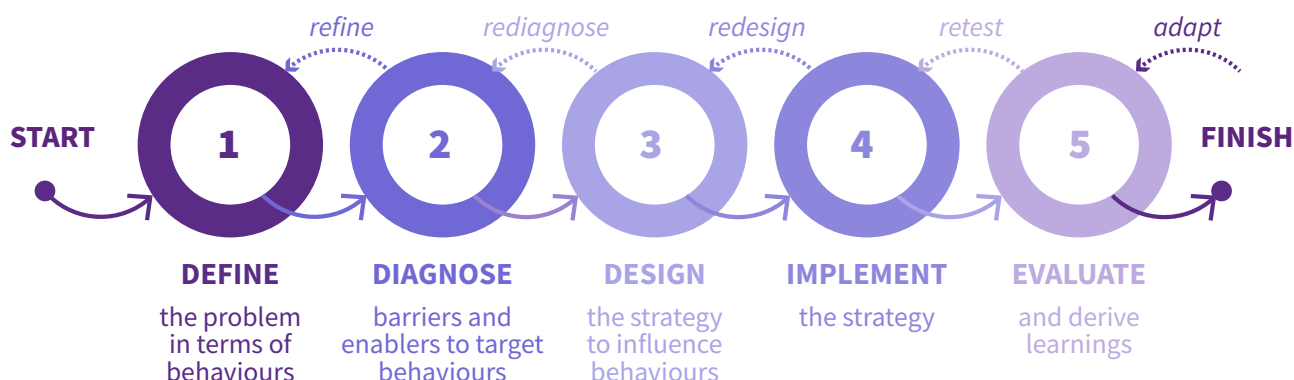 refine
rediagnose
redesign
retest
adapt
START
1
2
3
4
5
FINISH
DEFINE
the problem
in terms of
behaviours
DIAGNOSE
barriers and
enablers to target
behaviours
DESIGN
the strategy
to influence
behaviours
IMPLEMENT
the strategy
EVALUATE
and derive
learnings